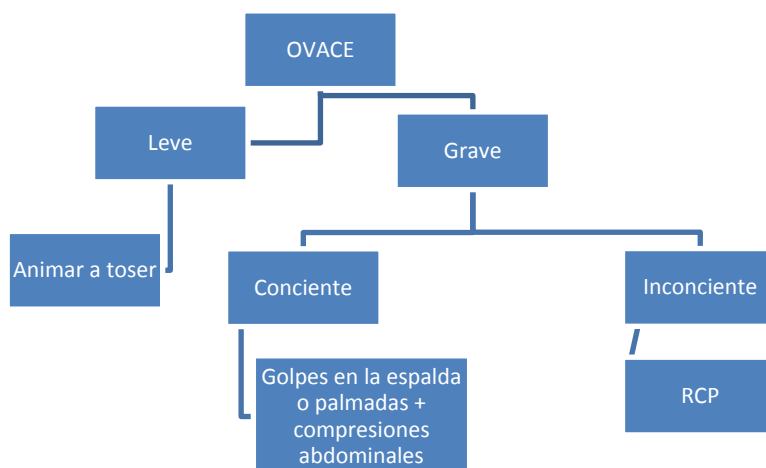 OVACE
Leve
Grave
Animar a toser
Conciente
Inconciente
Golpes en la espalda
o palmadas +
compresiones
abdominales
RCP